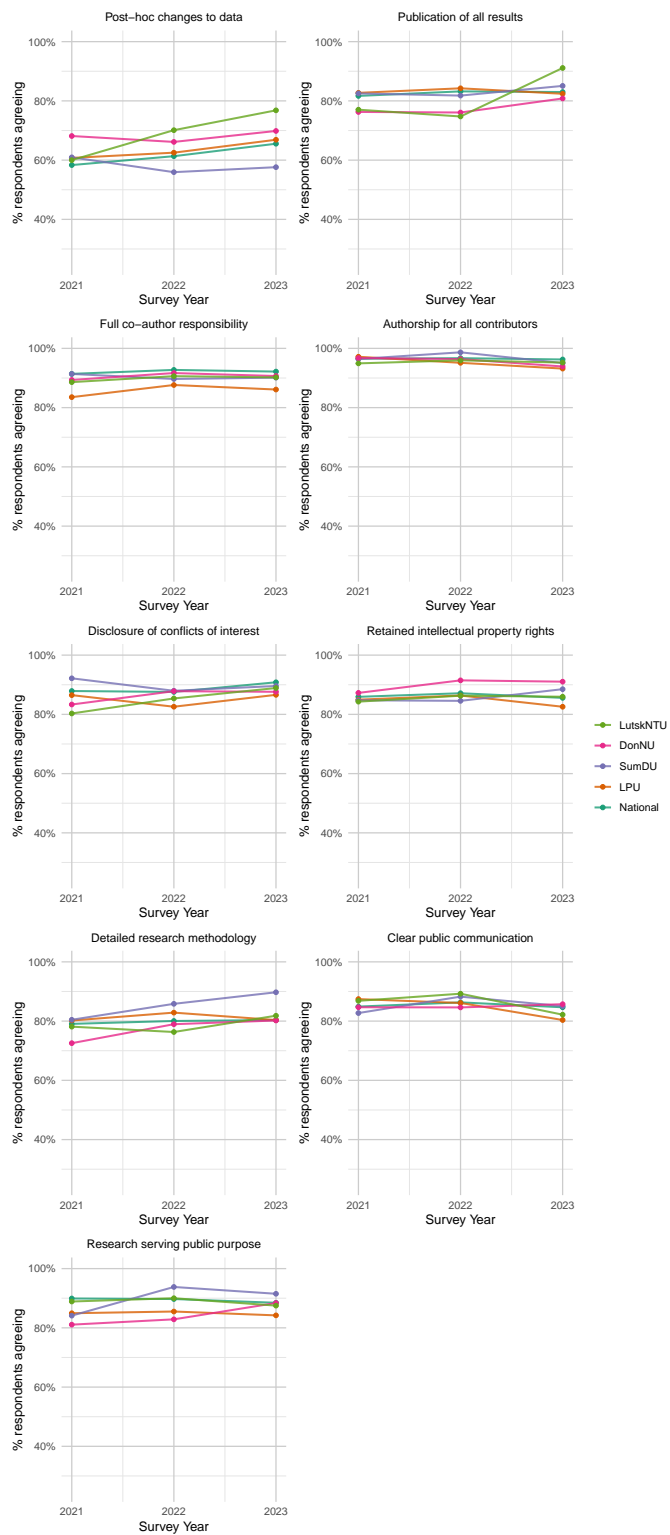 Post−hoc changes to data
Publication of all results
100%
80%
60%
40%
% respondents agreeing
2021
2022
2023
Survey Year
100%
80%
60%
40%
% respondents agreeing
2021
2022
2023
Survey Year
Full co−author responsibility
Authorship for all contributors
100%
80%
60%
40%
% respondents agreeing
2021
2022
2023
Survey Year
100%
80%
60%
40%
% respondents agreeing
2021
2022
2023
Survey Year
Disclosure of conflicts of interest
Retained intellectual property rights
100%
80%
60%
40%
% respondents agreeing
2021
2022
2023
Survey Year
100%
80%
60%
40%
% respondents agreeing
2021
2022
2023
Survey Year
LutskNTU
DonNU
SumDU
LPU
National
Detailed research methodology
Clear public communication
100%
80%
60%
40%
% respondents agreeing
2021
2022
2023
Survey Year
100%
80%
60%
40%
% respondents agreeing
2021
2022
2023
Survey Year
Research serving public purpose
100%
80%
60%
40%
% respondents agreeing
2021
2022
2023
Survey Year